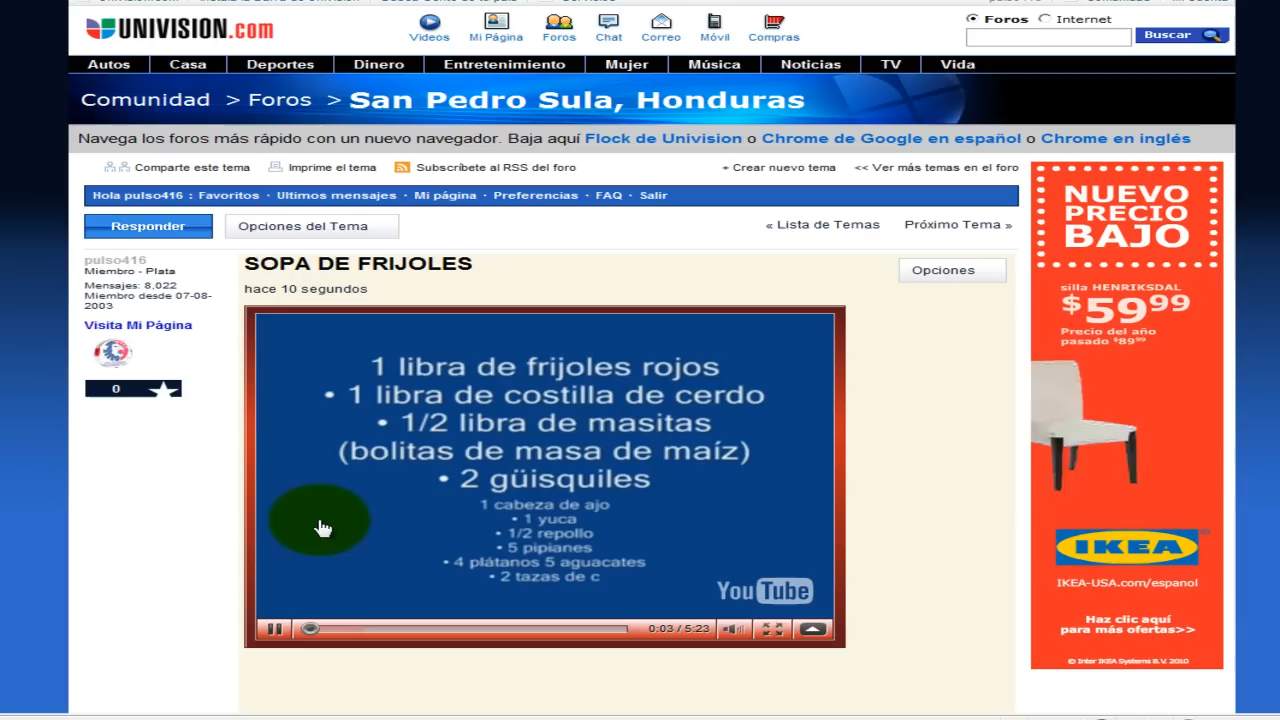 UNIVISION.com
Videos
Mi Página
Foros
Chat
Correo
Móvil
Compras
Foros
Internet
Buscar
Autos
Casa
Deportes
Dinero
Entretenimiento
Mujer
Música
Noticias
TV
Vida
Comunidad > Foros > San Pedro Sula, Honduras
Navega los foros más rápido con un nuevo navegador. Baja aquí Flock de Univision o Chrome de Google en español o Chrome en inglés
Comparte este tema
Imprime el tema
Subscríbete al RSS del foro
+ Crear nuevo tema
<< Ver más temas en el foro
Hola pulso416 : Favoritos · Ultimos mensajes · Mi página · Preferencias · FAQ · Salir
Responder
Opciones del Tema
« Lista de Temas
Próximo Tema »
pulso416
Miembro - Plata
Mensajes: 8,022
Miembro desde 07-08-
2003
Visita Mi Página
0
SOPA DE FRIJOLES
hace 10 segundos
Opciones
1 libra de frijoles rojos
• 1 libra de costilla de cerdo
• 1/2 libra de masitas
(bolitas de masa de maíz)
• 2 güisquiles
1 cabeza de ajo
• 1 yuca
• 1/2 repollo
• 5 pipianes
• 4 plátanos 5 aguacates
• 2 tazas de c
YouTube
0:03 / 5:23
NUEVO
PRECIO
BAJO
silla HENRIKSDAL
$5999
Precio del año
pasado $89⁹⁹
IKEA
IKEA-USA.com/espanol
Haz clic aquí
para más ofertas>>
© Inter IKEA Systems B.V. 2010